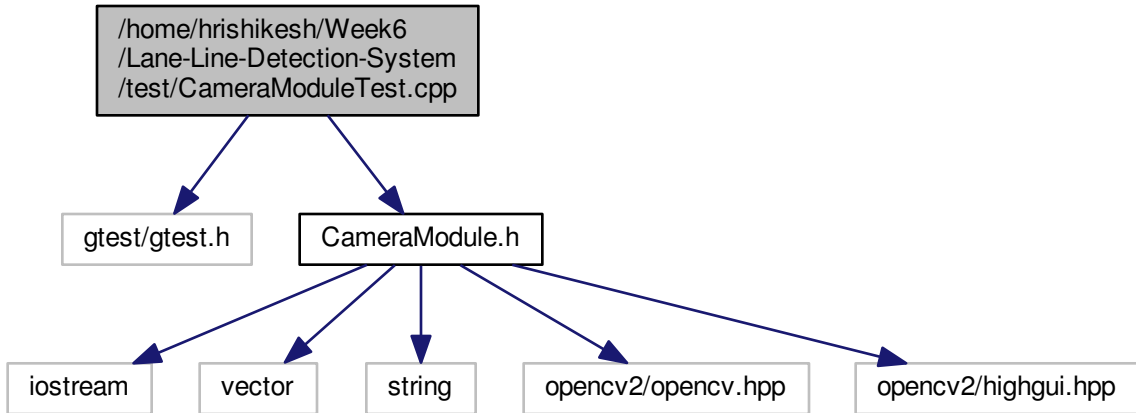 /home/hrishikesh/Week6
/Lane-Line-Detection-System
/test/CameraModuleTest.cpp
gtest/gtest.h
CameraModule.h
iostream
vector
string
opencv2/opencv.hpp
opencv2/highgui.hpp